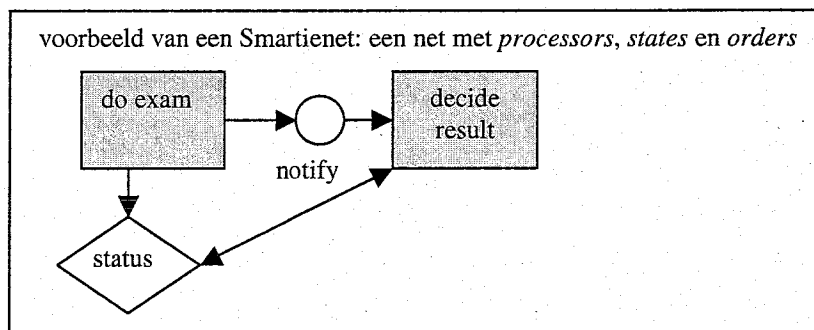 voorbeeld van een Smartienet: een net met processors, states en orders
do exam
decide
result
notify
status